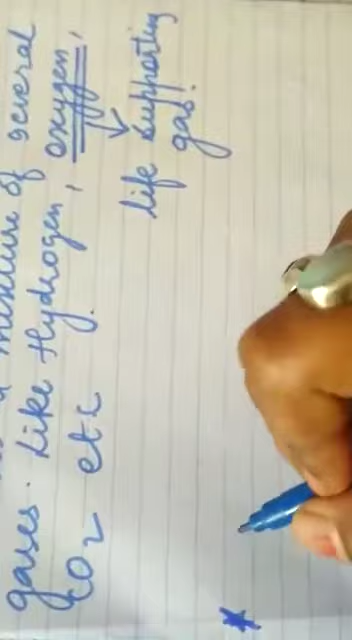 a mixture of several
gases. Like Hydrogen, oxygen,
CO2 etc
life supporting
gas.
*